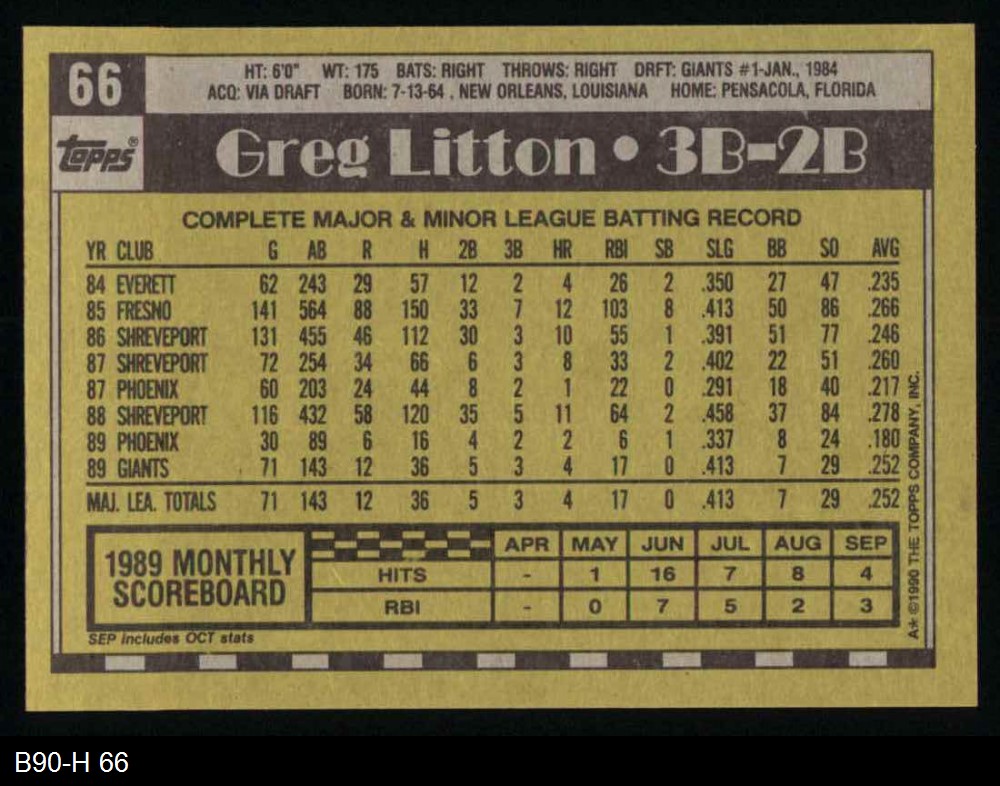 66
HT: 6'0" WT: 175 BATS: RIGHT THROWS: RIGHT DRFT: GIANTS #1-JAN., 1984
ACQ: VIA DRAFT BORN: 7-13-64 , NEW ORLEANS, LOUISIANA HOME: PENSACOLA, FLORIDA
topps®
Greg Litton • 3B-2B
COMPLETE MAJOR & MINOR LEAGUE BATTING RECORD
YR CLUB G AB R H 2B 3B HR RBI SB SLG BB SO AVG
84 EVERETT 62 243 29 57 12 2 4 26 2 .350 27 47 .235
85 FRESNO 141 564 88 150 33 7 12 103 8 .413 50 86 .266
86 SHREVEPORT 131 455 46 112 30 3 10 55 1 .391 51 77 .246
87 SHREVEPORT 72 254 34 66 6 3 8 33 2 .402 22 51 .260
87 PHOENIX 60 203 24 44 8 2 1 22 0 .291 18 40 .217
88 SHREVEPORT 116 432 58 120 35 5 11 64 2 .458 37 84 .278
89 PHOENIX 30 89 6 16 4 2 2 6 1 .337 8 24 .180
89 GIANTS 71 143 12 36 5 3 4 17 0 .413 7 29 .252
MAJ. LEA. TOTALS 71 143 12 36 5 3 4 17 0 .413 7 29 .252
1989 MONTHLY
SCOREBOARD
APR MAY JUN JUL AUG SEP
HITS - 1 16 7 8 4
RBI - 0 7 5 2 3
SEP includes OCT stats
A* ©1990 THE TOPPS COMPANY, INC.
B90-H 66